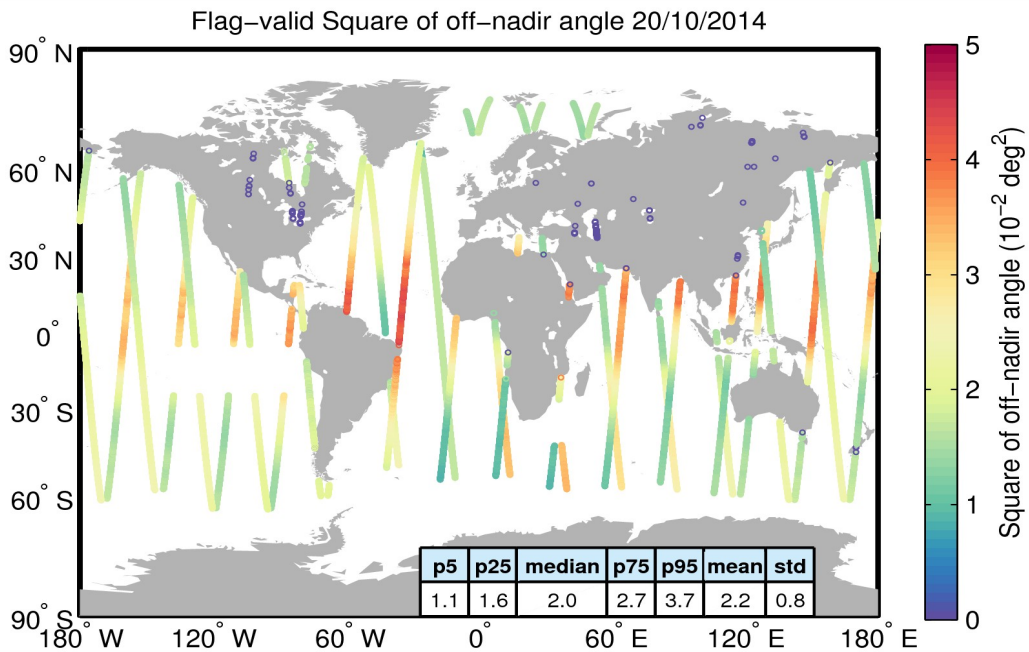 Flag−valid Square of off−nadir angle 20/10/2014
90° N
60° N
30° N
0°
30° S
60° S
90° S
180° W
120° W
60° W
0°
60° E
120° E
180° E
p5 p25 median p75 p95 mean std
1.1 1.6 2.0 2.7 3.7 2.2 0.8
5
4
3
2
1
0
Square of off−nadir angle (10⁻² deg²)